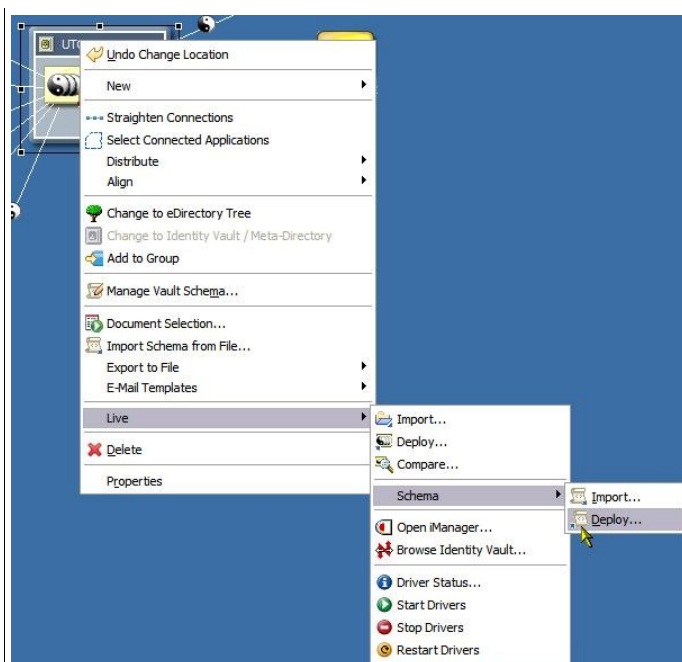 Undo Change Location
New
Straighten Connections
Select Connected Applications
Distribute
Align
Change to eDirectory Tree
Change to Identity Vault / Meta-Directory
Add to Group
Manage Vault Schema...
Document Selection...
Import Schema from File...
Export to File
E-Mail Templates
Live
Delete
Properties
Import...
Deploy...
Compare...
Schema
Open iManager...
Browse Identity Vault...
Driver Status...
Start Drivers
Stop Drivers
Restart Drivers
Import...
Deploy...